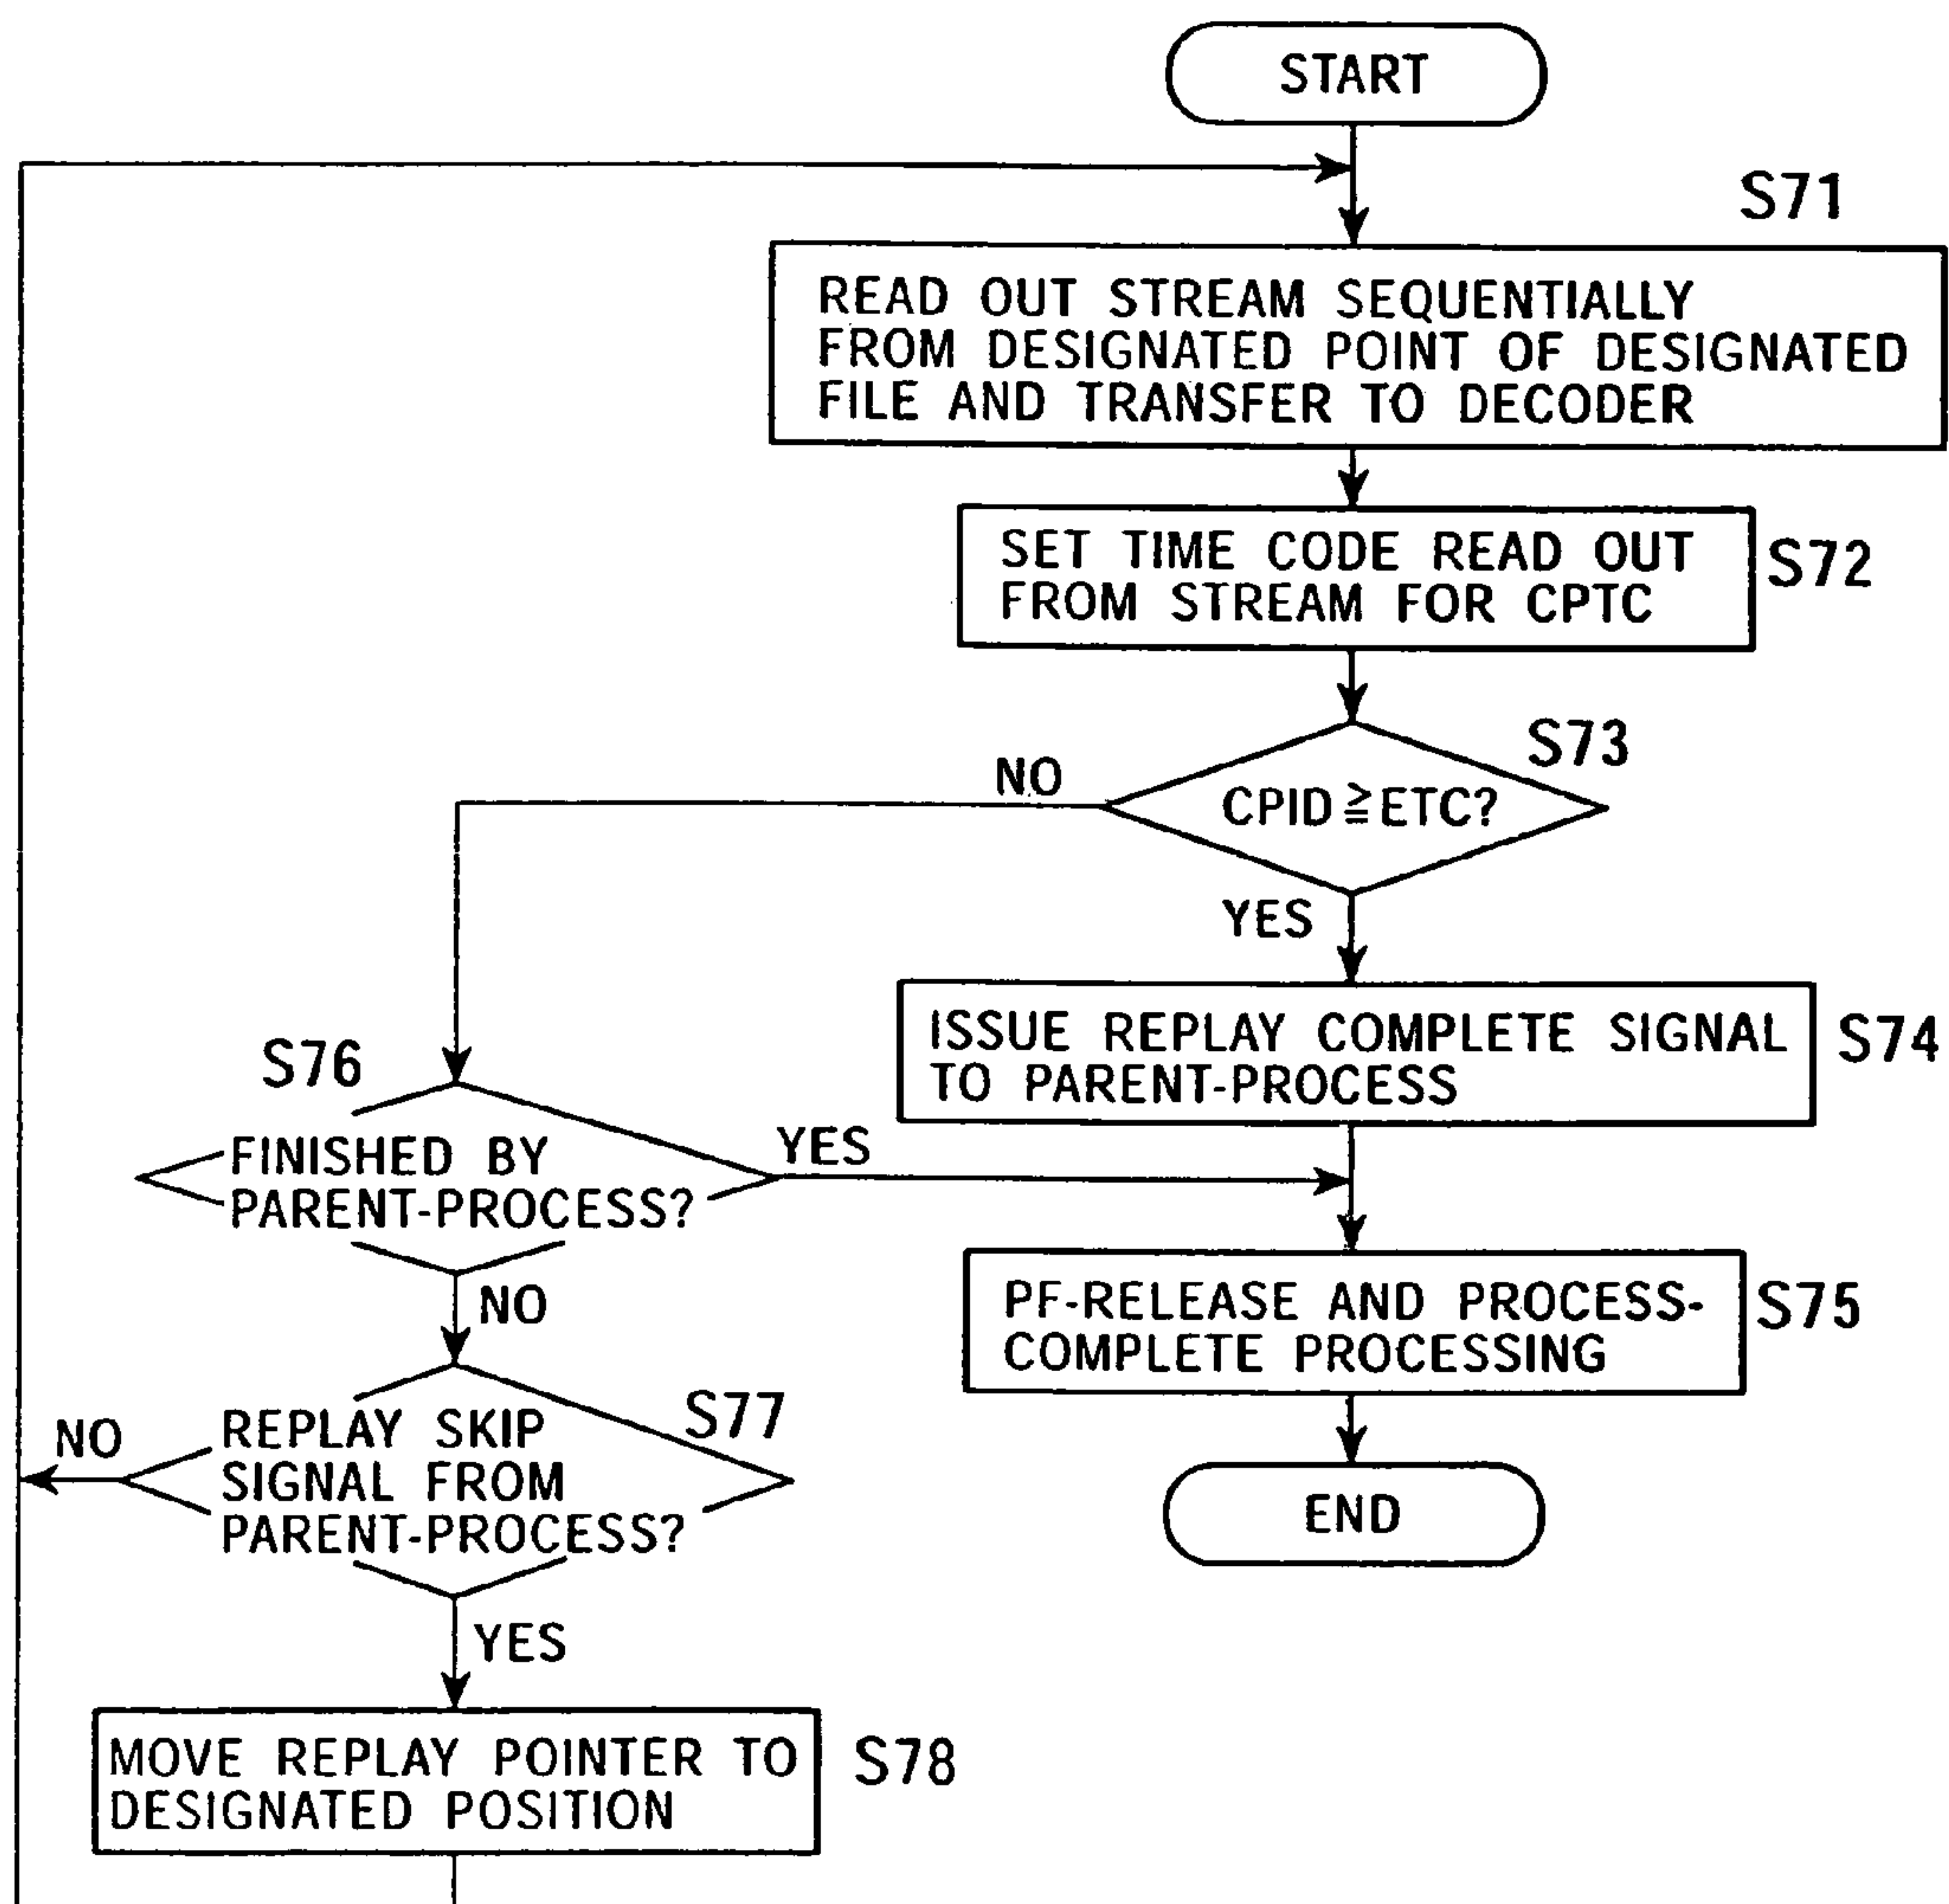 START
S71
READ OUT STREAM SEQUENTIALLY
FROM DESIGNATED POINT OF DESIGNATED
FILE AND TRANSFER TO DECODER
SET TIME CODE READ OUT
FROM STREAM FOR CPTC
S72
S73
NO
CPID≧ETC?
YES
ISSUE REPLAY COMPLETE SIGNAL
TO PARENT-PROCESS
S74
S76
FINISHED BY
PARENT-PROCESS?
YES
NO
PF-RELEASE AND PROCESS-
COMPLETE PROCESSING
S75
S77
NO
REPLAY SKIP
SIGNAL FROM
PARENT-PROCESS?
END
YES
MOVE REPLAY POINTER TO
DESIGNATED POSITION
S78